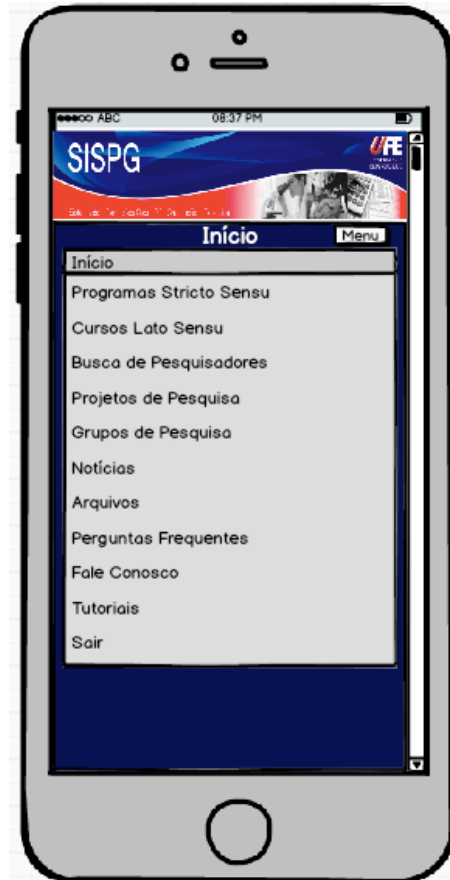 ABC 08:37 PM
SISPG
UPE
Início Menu
Início
Programas Stricto Sensu
Cursos Lato Sensu
Busca de Pesquisadores
Projetos de Pesquisa
Grupos de Pesquisa
Notícias
Arquivos
Perguntas Frequentes
Fale Conosco
Tutoriais
Sair